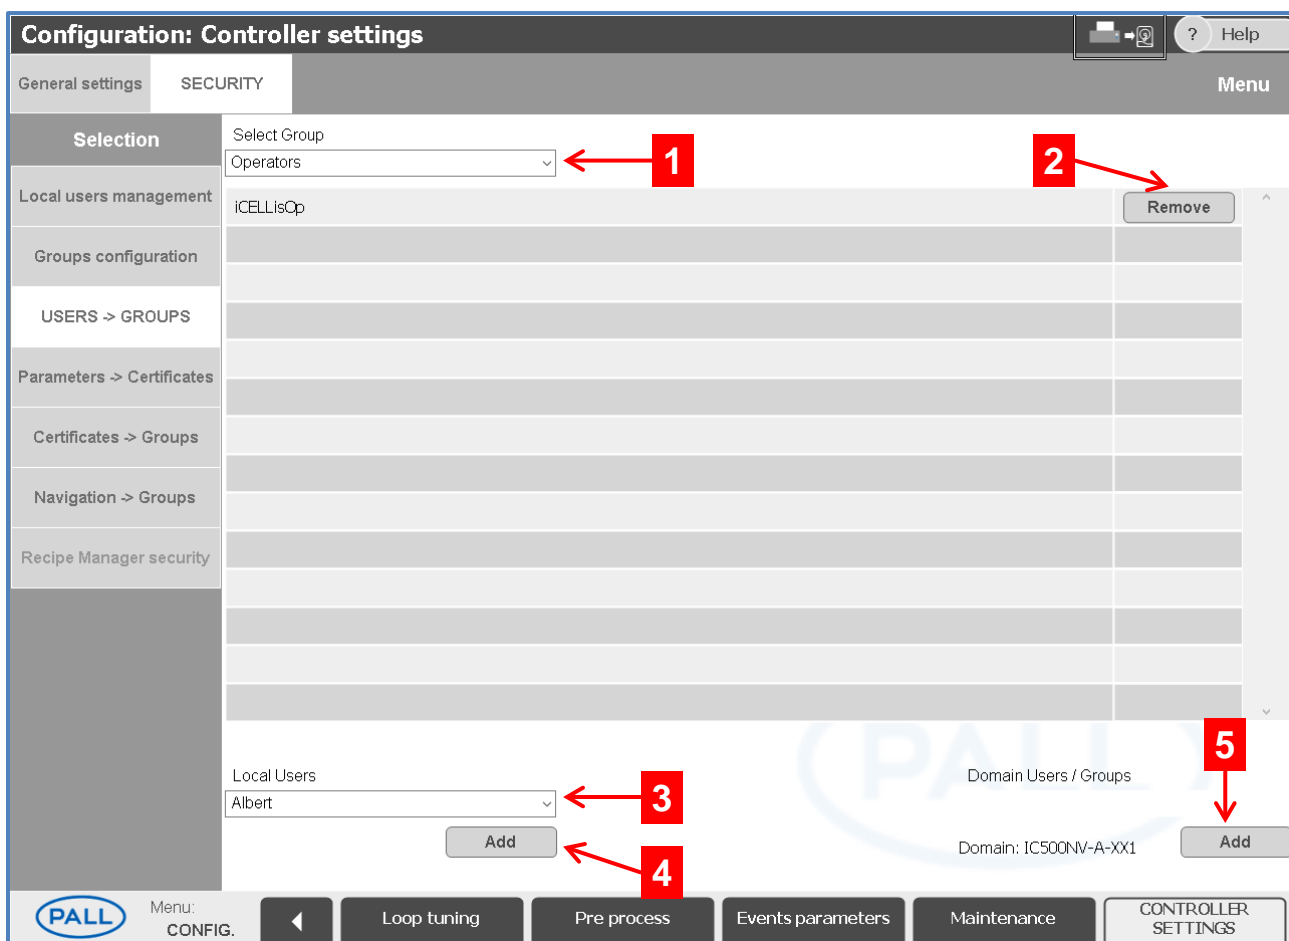 Configuration: Controller settings
? Help
General settings
SECURITY
Menu
Selection
Select Group
Operators
1
2
Local users management
iCELLisOp
Remove
Groups configuration
USERS -> GROUPS
Parameters -> Certificates
Certificates -> Groups
Navigation -> Groups
Recipe Manager security
PALL
5
Local Users
Domain Users / Groups
Albert
3
Add
Domain: IC500NV-A-XX1
Add
4
PALL
Menu:
CONFIG.
Loop tuning
Pre process
Events parameters
Maintenance
CONTROLLER
SETTINGS